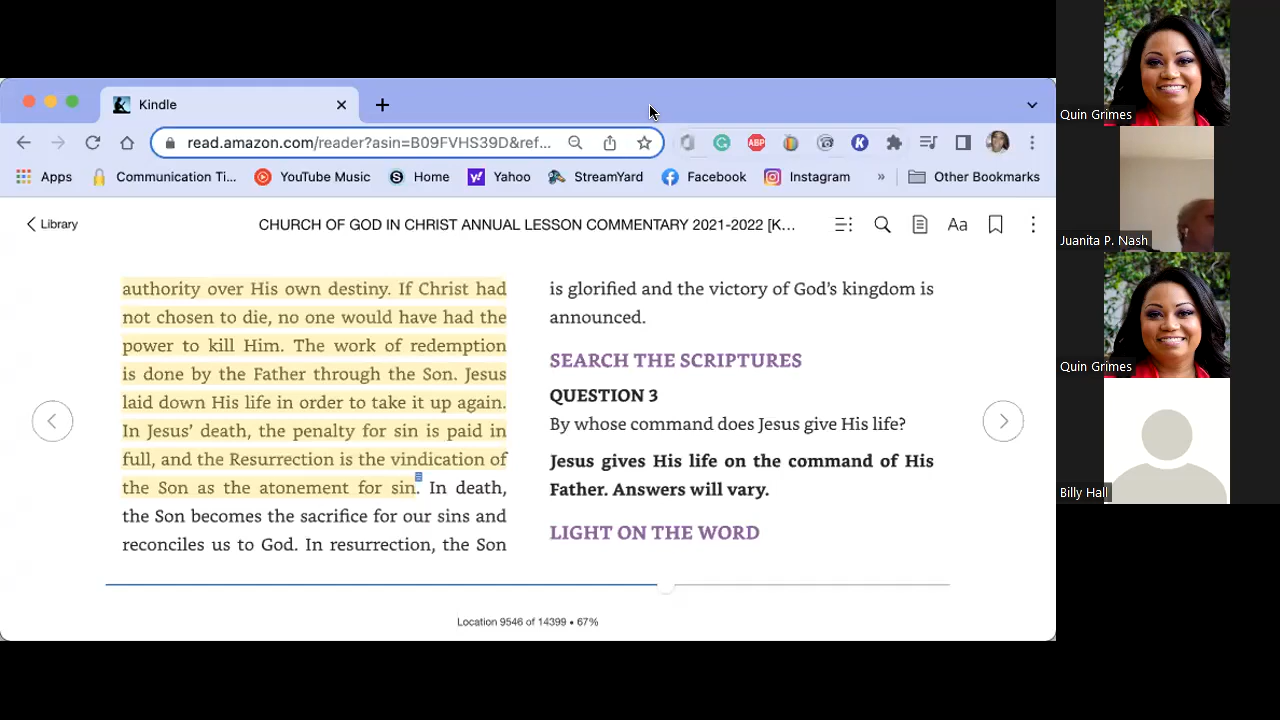 Kindle
read.amazon.com/reader?asin=B09FVHS39D&ref...
ABP
K
Apps
Communication Ti...
YouTube Music
Home
Yahoo
StreamYard
Facebook
Instagram
»
Other Bookmarks
Library
CHURCH OF GOD IN CHRIST ANNUAL LESSON COMMENTARY 2021-2022 [K...
Aa
authority over His own destiny. If Christ had
not chosen to die, no one would have had the
power to kill Him. The work of redemption
is done by the Father through the Son. Jesus
laid down His life in order to take it up again.
In Jesus' death, the penalty for sin is paid in
full, and the Resurrection is the vindication of
the Son as the atonement for sin. In death,
the Son becomes the sacrifice for our sins and
reconciles us to God. In resurrection, the Son
is glorified and the victory of God's kingdom is
announced.
SEARCH THE SCRIPTURES
QUESTION 3
By whose command does Jesus give His life?
Jesus gives His life on the command of His
Father. Answers will vary.
LIGHT ON THE WORD
Location 9546 of 14399 • 67%
Quin Grimes
Juanita P. Nash
Quin Grimes
Billy Hall